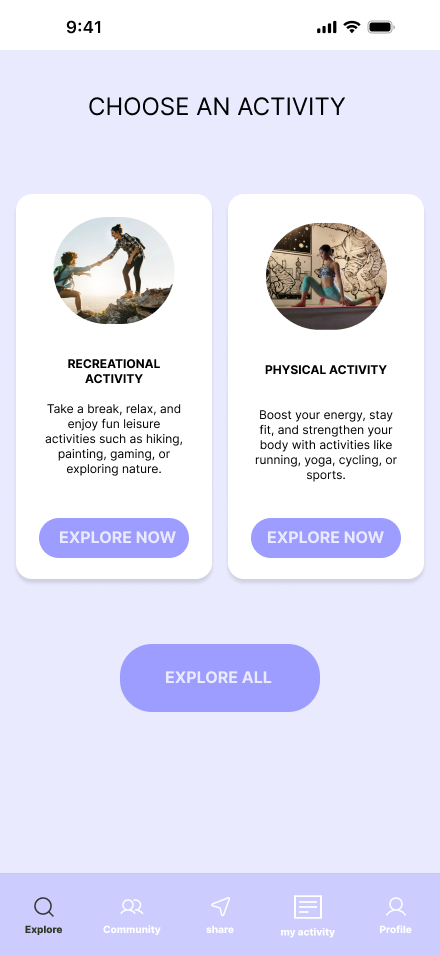 9:41
CHOOSE AN ACTIVITY
RECREATIONAL
ACTIVITY
Take a break, relax, and
enjoy fun leisure
activities such as hiking,
painting, gaming, or
exploring nature.
EXPLORE NOW
PHYSICAL ACTIVITY
Boost your energy, stay
fit, and strengthen your
body with activities like
running, yoga, cycling, or
sports.
EXPLORE NOW
EXPLORE ALL
Explore
Community
share
my activity
Profile